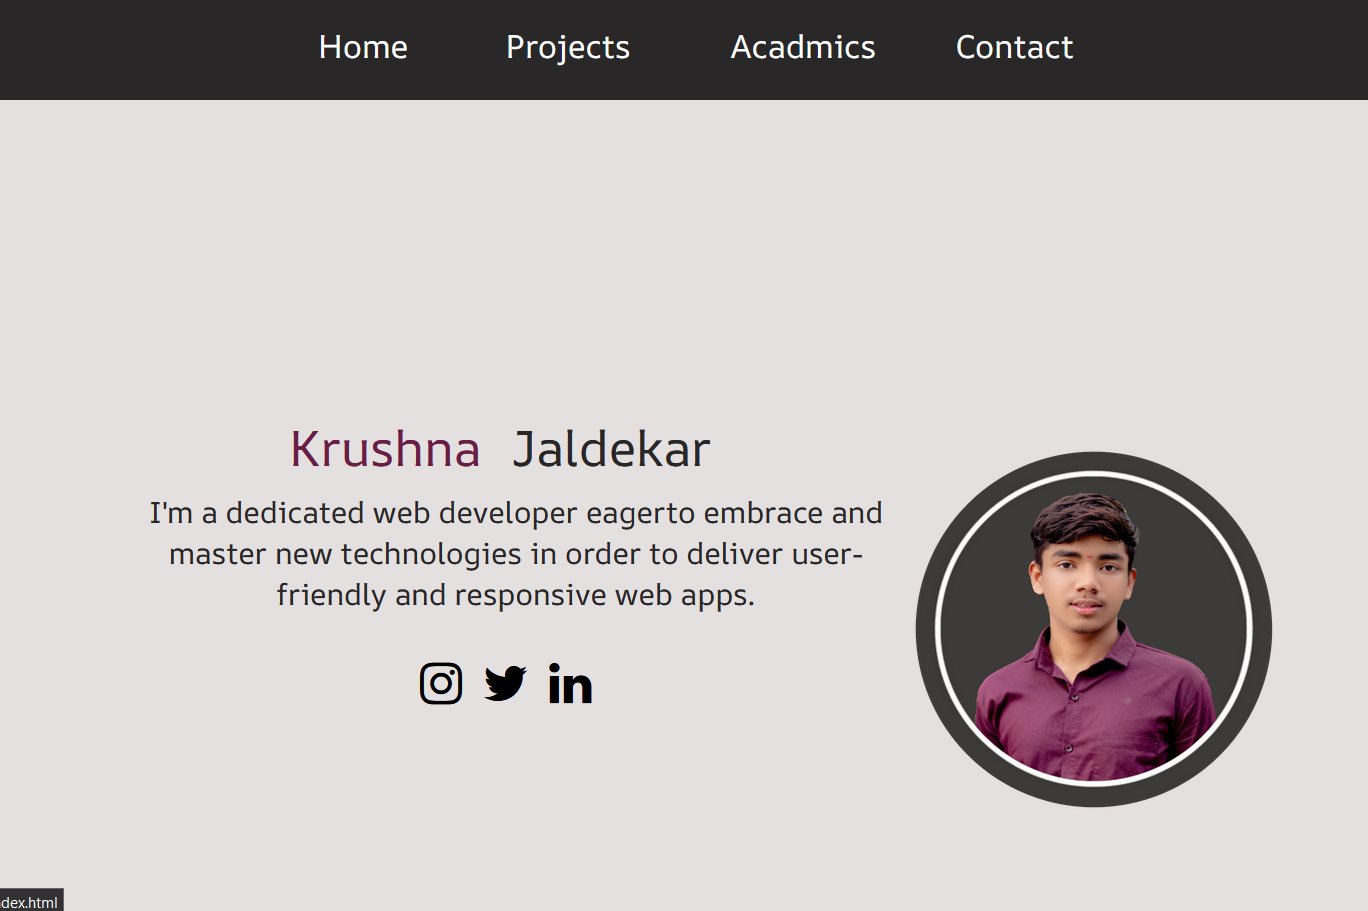 Home Projects Acadmics Contact
Krushna Jaldekar
I'm a dedicated web developer eagerto embrace and
master new technologies in order to deliver user-
friendly and responsive web apps.
in
dex.html